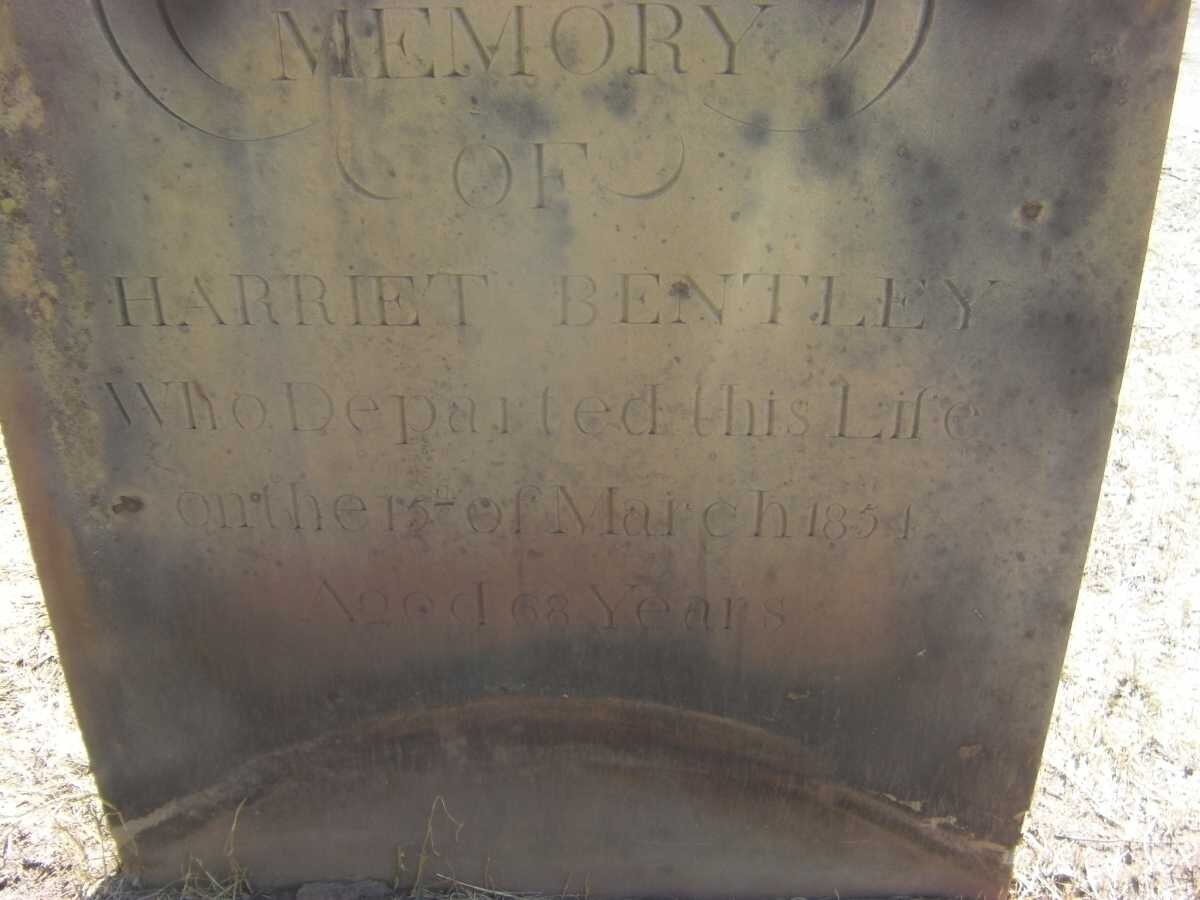 MEMORY
OF
HARRIET BENTLEY
Who Departed this Life
on the 15th of March 1854
Aged 68 Years